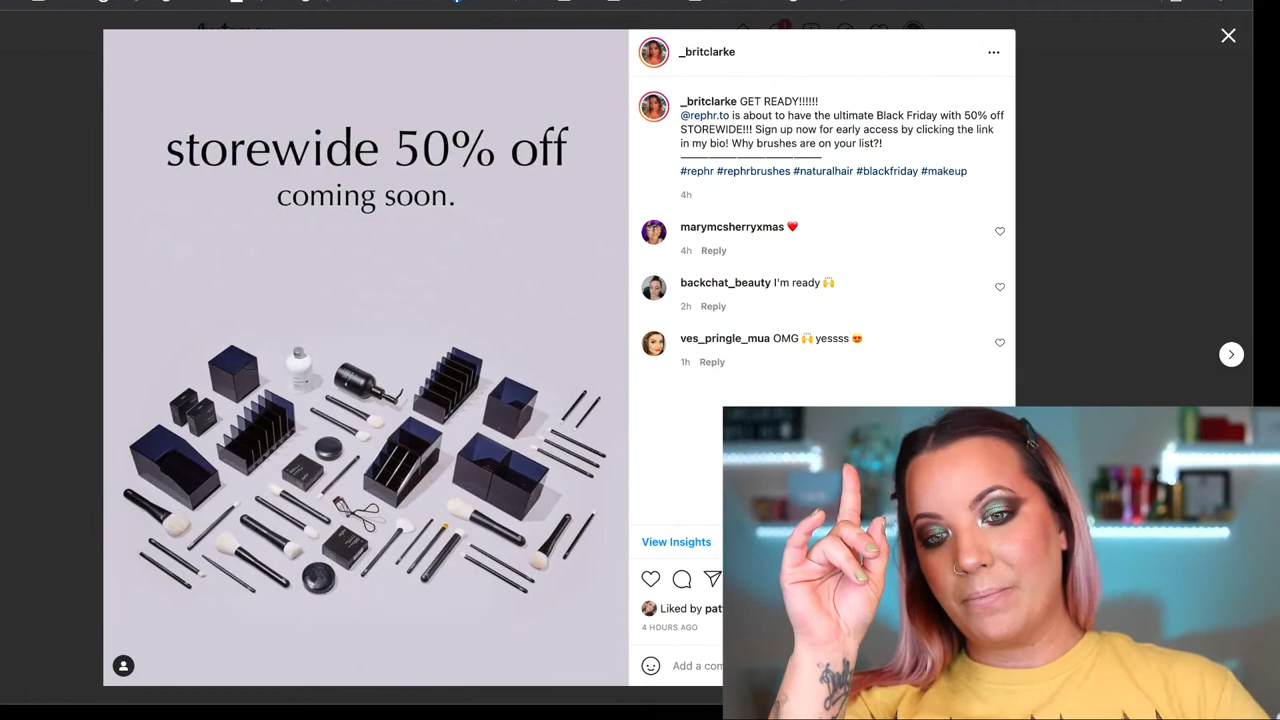 _britclarke
storewide 50% off
coming soon.
_britclarke GET READY!!!!!!
@rephr.to is about to have the ultimate Black Friday with 50% off
STOREWIDE!!! Sign up now for early access by clicking the link
in my bio! Why brushes are on your list?!
#rephr #rephrbrushes #naturalhair #blackfriday #makeup
4h
marymcsherryxmas ❤️
4h Reply
backchat_beauty I'm ready 🙌
2h Reply
ves_pringle_mua OMG 🙌 yessss 😍
1h Reply
View Insights
Liked by pat
4 HOURS AGO
Add a com